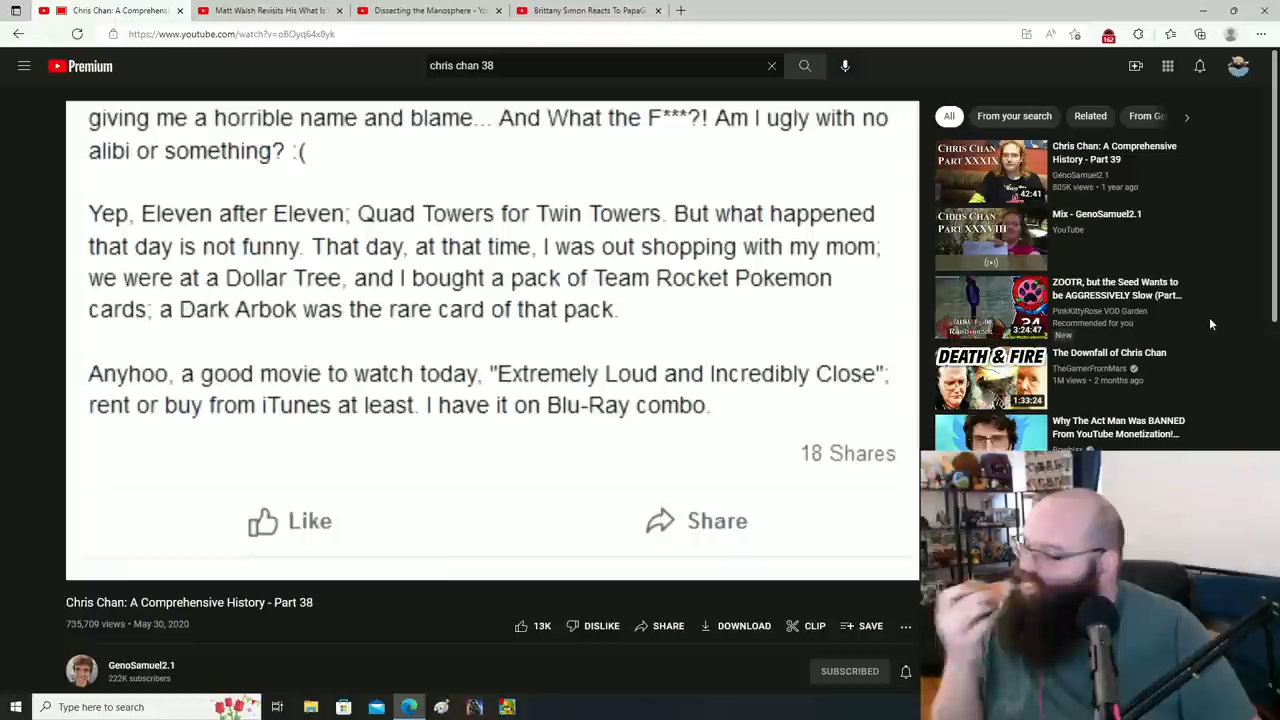 Chris Chan: A Comprehens
Matt Walsh Revisits His What Is
Dissecting the Manosphere - Yo
Brittany Simon Reacts To PapaG
https://www.youtube.com/watch?v=oBOyq64x8yk
162
Premium
chris chan 38
giving me a horrible name and blame... And What the F***?! Am I ugly with no
alibi or something? :(
Yep, Eleven after Eleven; Quad Towers for Twin Towers. But what happened
that day is not funny. That day, at that time, I was out shopping with my mom;
we were at a Dollar Tree, and I bought a pack of Team Rocket Pokemon
cards; a Dark Arbok was the rare card of that pack.
Anyhoo, a good movie to watch today, "Extremely Loud and Incredibly Close";
rent or buy from iTunes at least. I have it on Blu-Ray combo.
18 Shares
Like
Share
Chris Chan: A Comprehensive History - Part 38
735,709 views • May 30, 2020
13K
DISLIKE
SHARE
DOWNLOAD
CLIP
SAVE
GenoSamuel2.1
222K subscribers
SUBSCRIBED
All
From your search
Related
From Ge
CHRIS CHAN
PART XXXIX
42:41
Chris Chan: A Comprehensive
History - Part 39
GenoSamuel2.1
805K views • 1 year ago
CHRIS CHAN
PART XXXVIII
Mix - GenoSamuel2.1
YouTube
34
3:24:47
ZOOTR, but the Seed Wants to
be AGGRESSIVELY Slow (Part...
PinkKittyRose VOD Garden
Recommended for you
New
DEATH & FIRE
1:33:24
The Downfall of Chris Chan
TheGamerFromMars
1M views • 2 months ago
Why The Act Man Was BANNED
From YouTube Monetization!...
Type here to search